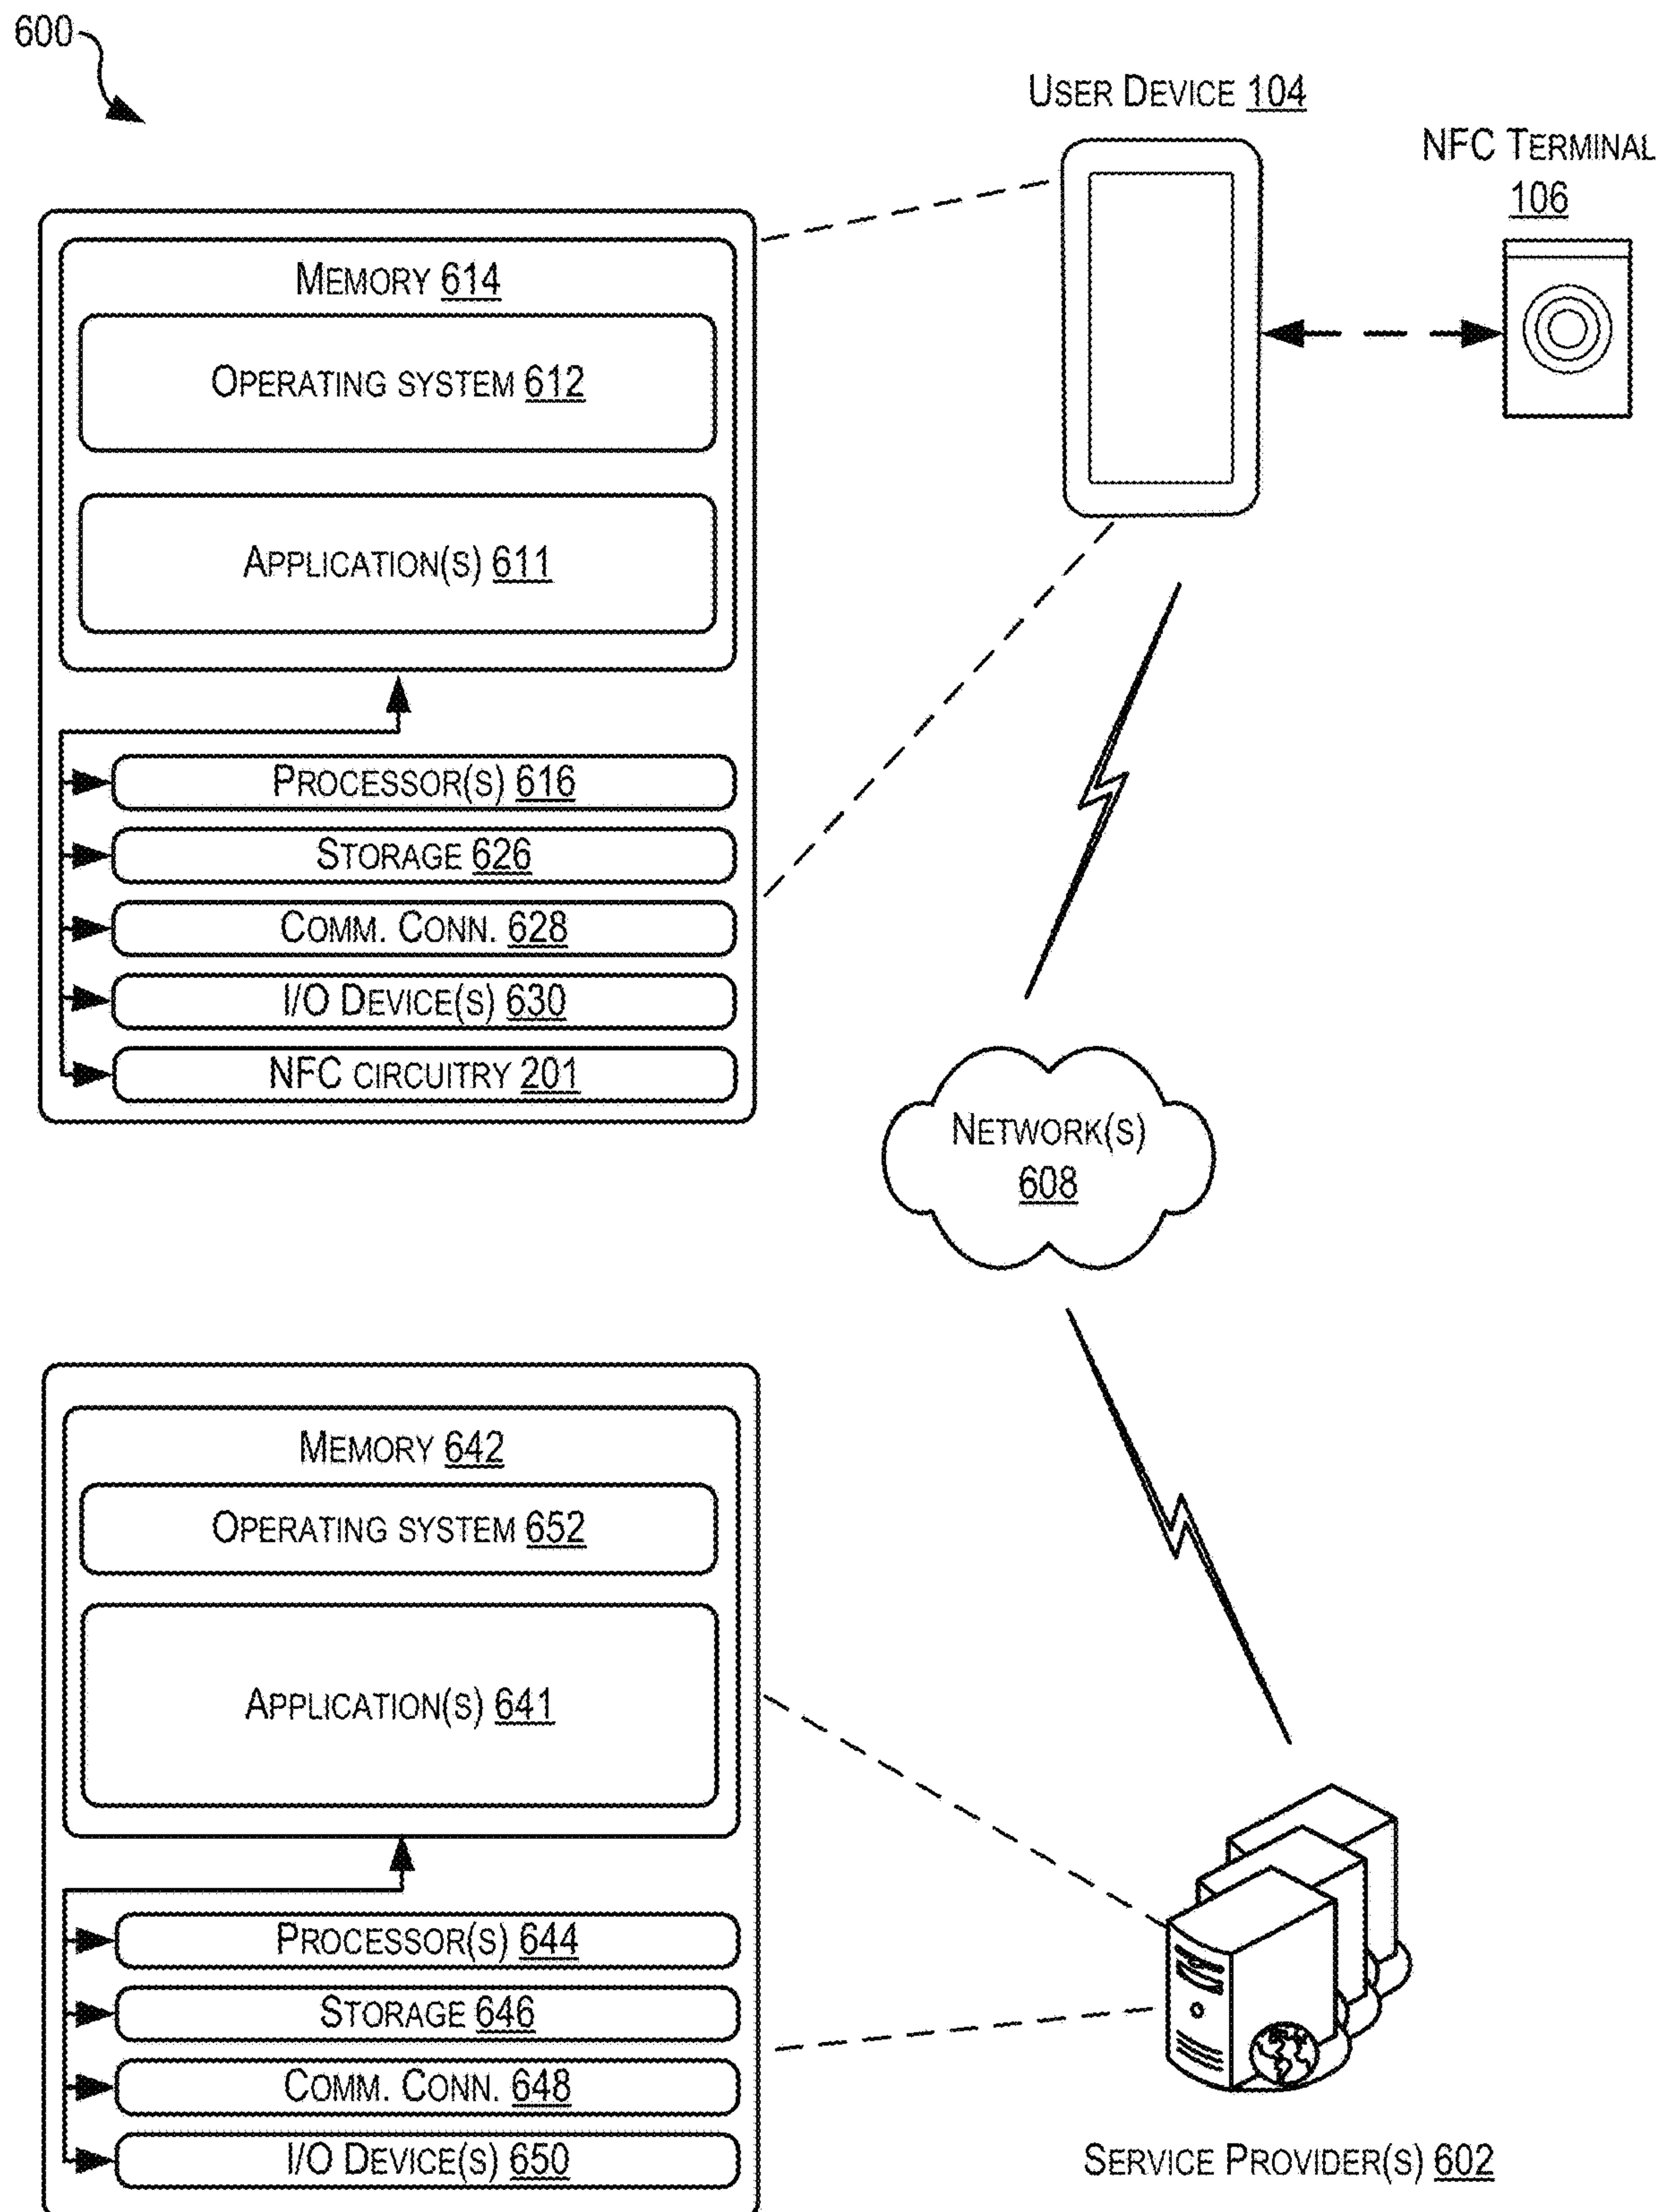 600
USER DEVICE 104
NFC TERMINAL
106
MEMORY 614
OPERATING SYSTEM 612
APPLICATION(S) 611
PROCESSOR(S) 616
STORAGE 626
COMM. CONN. 628
I/O DEVICE(S) 630
NFC CIRCUITRY 201
NETWORK(S)
608
MEMORY 642
OPERATING SYSTEM 652
APPLICATION(S) 641
PROCESSOR(S) 644
STORAGE 646
COMM. CONN. 648
I/O DEVICE(S) 650
SERVICE PROVIDER(S) 602